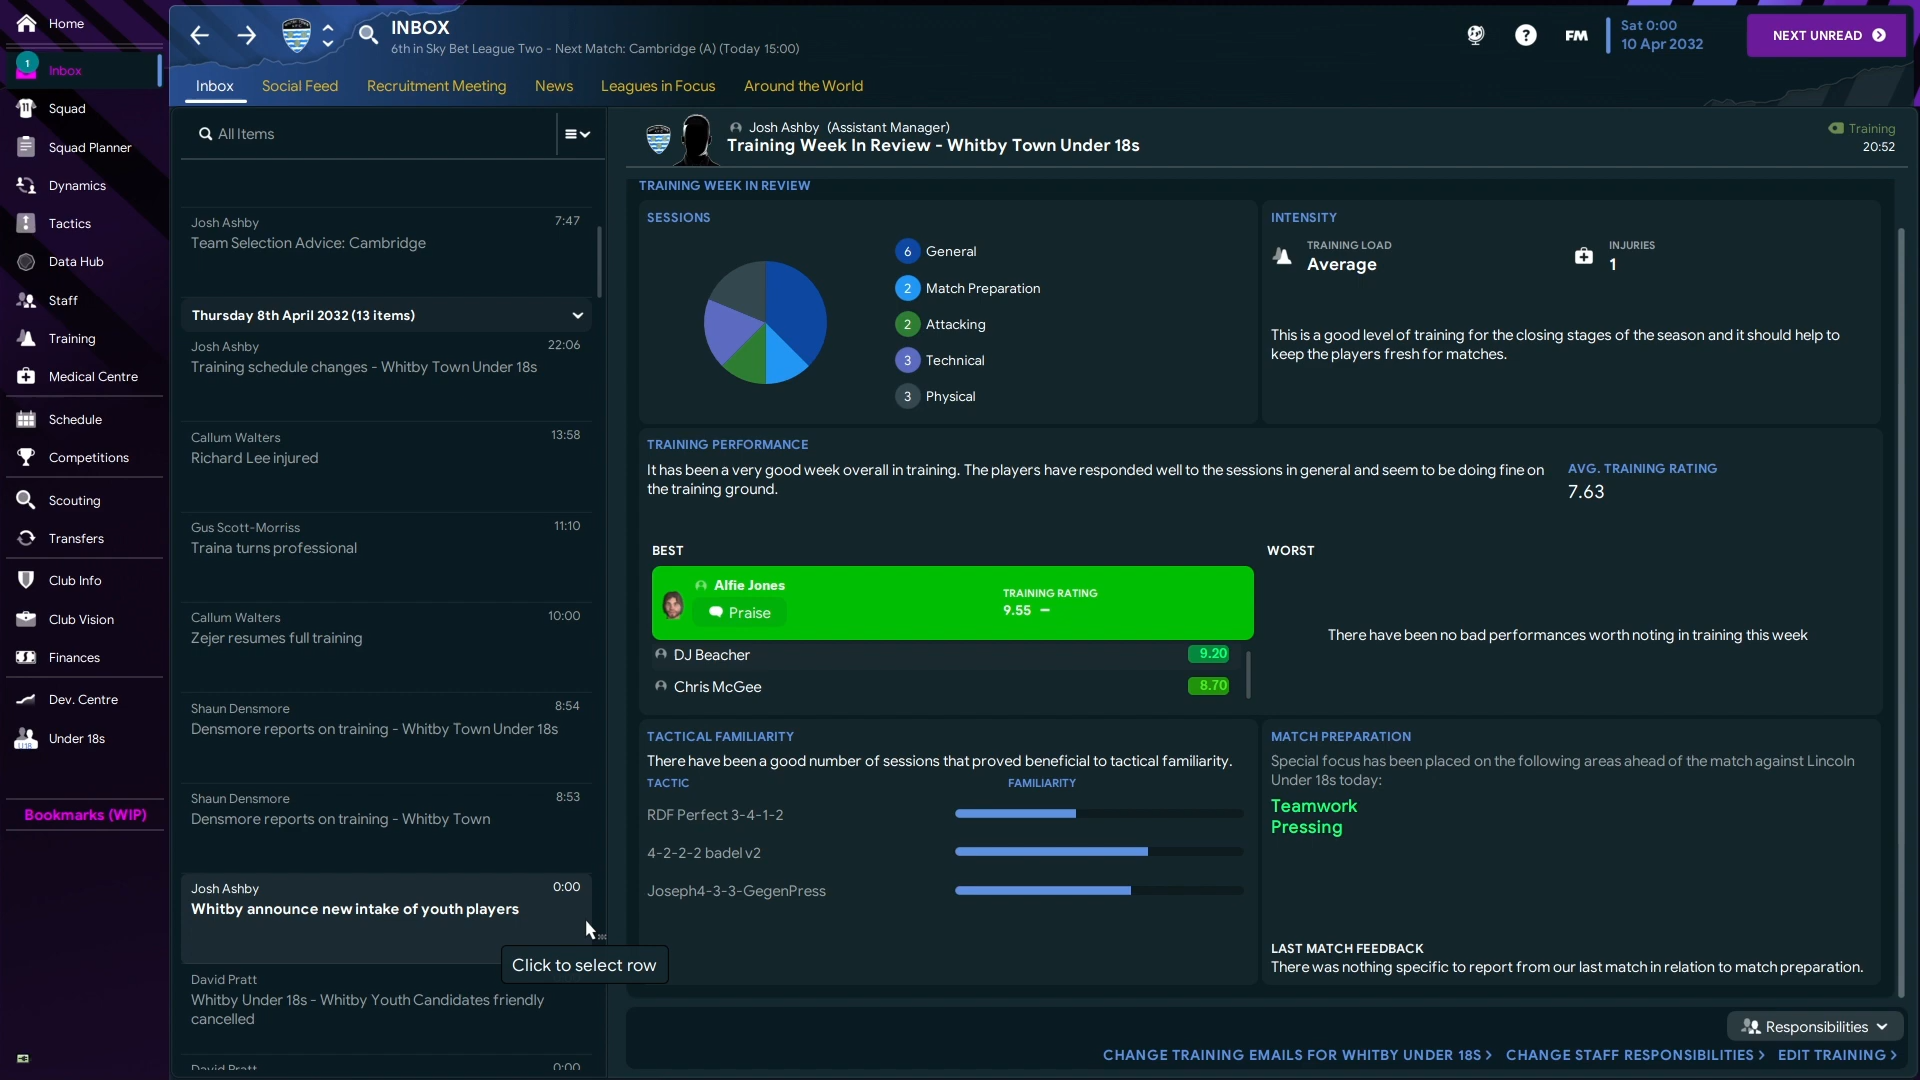 Home
1
Inbox
Squad
Squad Planner
Dynamics
Tactics
Data Hub
Staff
Training
Medical Centre
Schedule
Competitions
Scouting
Transfers
Club Info
Club Vision
Finances
Dev. Centre
U18
Under 18s
Bookmarks (WIP)
INBOX
6th in Sky Bet League Two - Next Match: Cambridge (A) (Today 15:00)
?
FM
Sat 0:00
10 Apr 2032
NEXT UNREAD
Inbox
Social Feed
Recruitment Meeting
News
Leagues in Focus
Around the World
All Items
Josh Ashby 7:47
Team Selection Advice: Cambridge
Thursday 8th April 2032 (13 items)
Josh Ashby 22:06
Training schedule changes - Whitby Town Under 18s
Callum Walters 13:58
Richard Lee injured
Gus Scott-Morriss 11:10
Traina turns professional
Callum Walters 10:00
Zejer resumes full training
Shaun Densmore 8:54
Densmore reports on training - Whitby Town Under 18s
Shaun Densmore 8:53
Densmore reports on training - Whitby Town
Josh Ashby 0:00
Whitby announce new intake of youth players
Click to select row
David Pratt
Whitby Under 18s - Whitby Youth Candidates friendly
cancelled
David Pratt 0:00
Josh Ashby (Assistant Manager)
Training Week In Review - Whitby Town Under 18s
Training
20:52
TRAINING WEEK IN REVIEW
SESSIONS
6 General
2 Match Preparation
2 Attacking
3 Technical
3 Physical
INTENSITY
TRAINING LOAD
Average
INJURIES
1
This is a good level of training for the closing stages of the season and it should help to
keep the players fresh for matches.
TRAINING PERFORMANCE
It has been a very good week overall in training. The players have responded well to the sessions in general and seem to be doing fine on
the training ground.
AVG. TRAINING RATING
7.63
BEST
Alfie Jones
Praise
TRAINING RATING
9.55 –
DJ Beacher 9.20
Chris McGee 8.70
WORST
There have been no bad performances worth noting in training this week
TACTICAL FAMILIARITY
There have been a good number of sessions that proved beneficial to tactical familiarity.
TACTIC FAMILIARITY
RDF Perfect 3-4-1-2
4-2-2-2 badel v2
Joseph4-3-3-GegenPress
MATCH PREPARATION
Special focus has been placed on the following areas ahead of the match against Lincoln
Under 18s today:
Teamwork
Pressing
LAST MATCH FEEDBACK
There was nothing specific to report from our last match in relation to match preparation.
Responsibilities
CHANGE TRAINING EMAILS FOR WHITBY UNDER 18S >
CHANGE STAFF RESPONSIBILITIES >
EDIT TRAINING >